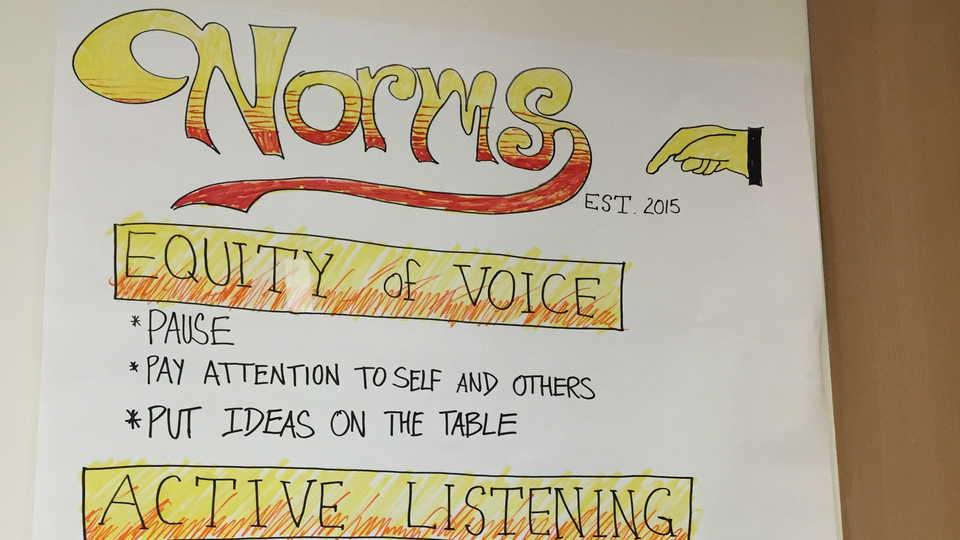 Norms
EST. 2015
EQUITY of VOICE
*PAUSE
*PAY ATTENTION TO SELF AND OTHERS
*PUT IDEAS ON THE TABLE
ACTIVE LISTENING